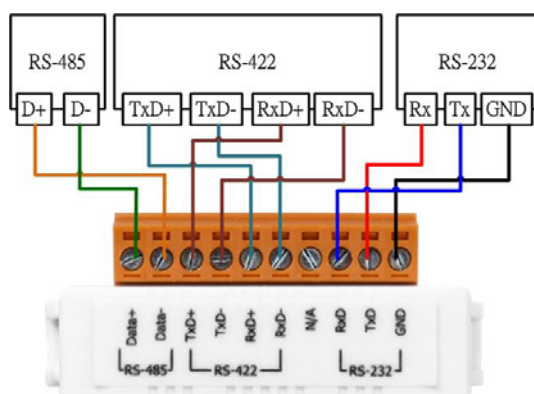 RS-485
RS-422
RS-232
D+ D- TxD+ TxD- RxD+ RxD- Rx Tx GND
Data+
Data-
TxD+
TxD-
RxD+
RxD-
N/A
RxD
TxD
GND
RS-485
RS-422
RS-232